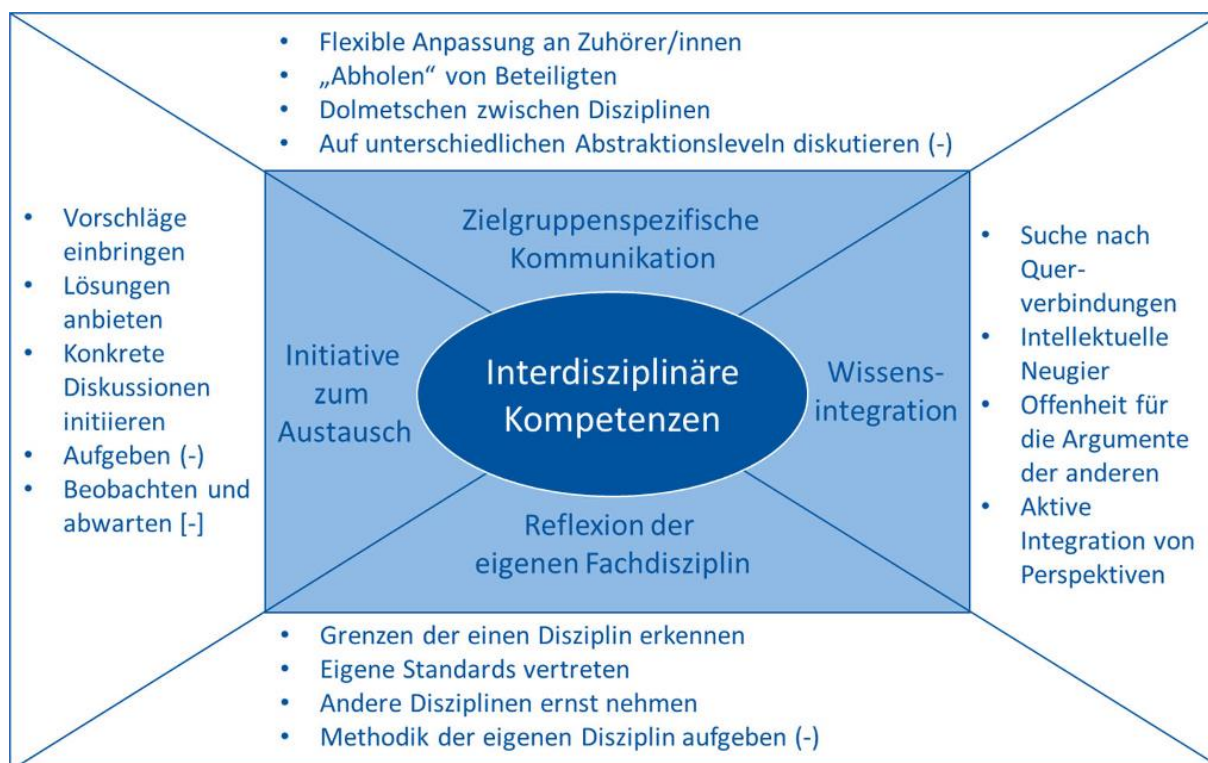 • Flexible Anpassung an Zuhörer/innen
• „Abholen“ von Beteiligten
• Dolmetschen zwischen Disziplinen
• Auf unterschiedlichen Abstraktionsleveln diskutieren (-)
• Vorschläge
einbringen
• Lösungen
anbieten
• Konkrete
Diskussionen
initiieren
• Aufgeben (-)
• Beobachten und
abwarten [-]
Zielgruppenspezifische
Kommunikation
Initiative
zum
Austausch
Interdisziplinäre
Kompetenzen
Wissens-
integration
Reflexion der
eigenen Fachdisziplin
• Suche nach
Quer-
verbindungen
• Intellektuelle
Neugier
• Offenheit für
die Argumente
der anderen
• Aktive
Integration von
Perspektiven
• Grenzen der einen Disziplin erkennen
• Eigene Standards vertreten
• Andere Disziplinen ernst nehmen
• Methodik der eigenen Disziplin aufgeben (-)